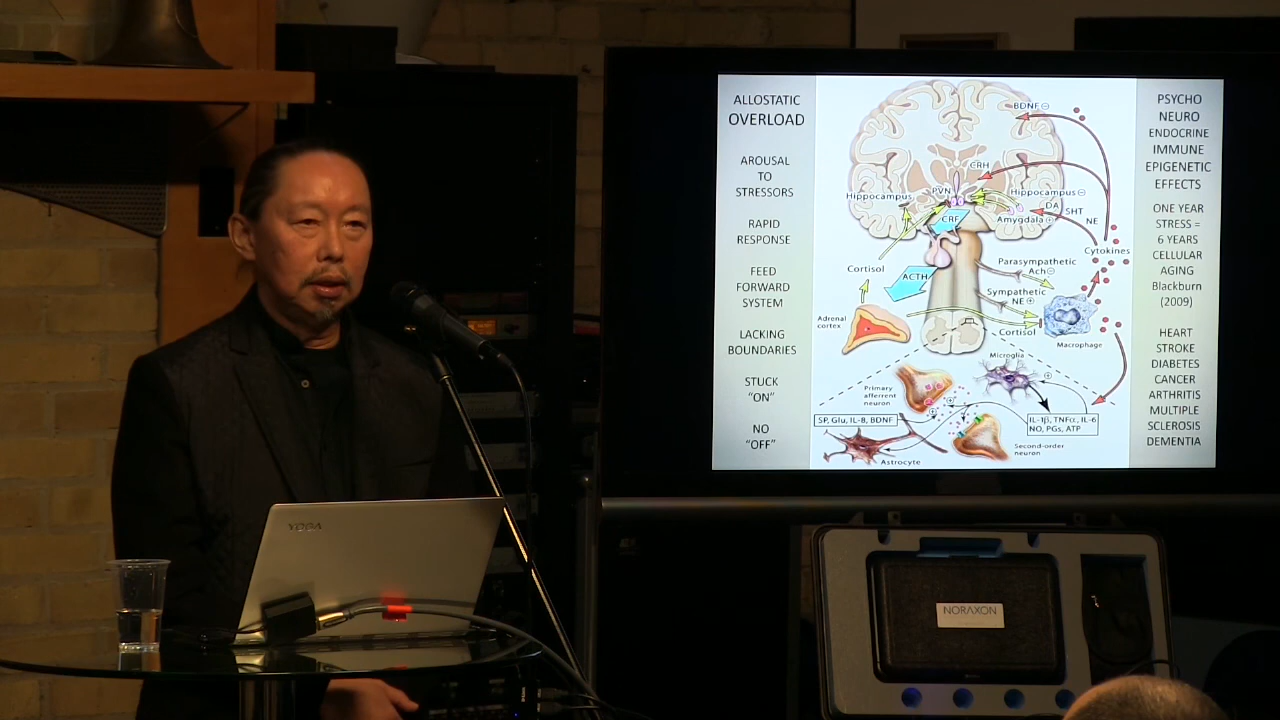 ALLOSTATIC
OVERLOAD
AROUSAL
TO
STRESSORS
RAPID
RESPONSE
FEED
FORWARD
SYSTEM
LACKING
BOUNDARIES
STUCK
"ON"
NO
"OFF"
BDNF⊖
CRH
PVN
Hippocampus
Hippocampus⊖
DA
5HT
NE
Amygdala⊕
CRF
Cytokines
Cortisol
ACTH
Parasympathetic
Ach⊖
Sympathetic
NE⊕
Adrenal
cortex
Cortisol
Macrophage
Microglia
Primary
afferent
neuron
SP, Glu, IL-8, BDNF
IL-1β, TNFα, IL-6
NO, PGs, ATP
Second-order
neuron
Astrocyte
PSYCHO
NEURO
ENDOCRINE
IMMUNE
EPIGENETIC
EFFECTS
ONE YEAR
STRESS =
6 YEARS
CELLULAR
AGING
Blackburn
(2009)
HEART
STROKE
DIABETES
CANCER
ARTHRITIS
MULTIPLE
SCLEROSIS
DEMENTIA
YOGA
NORAXON